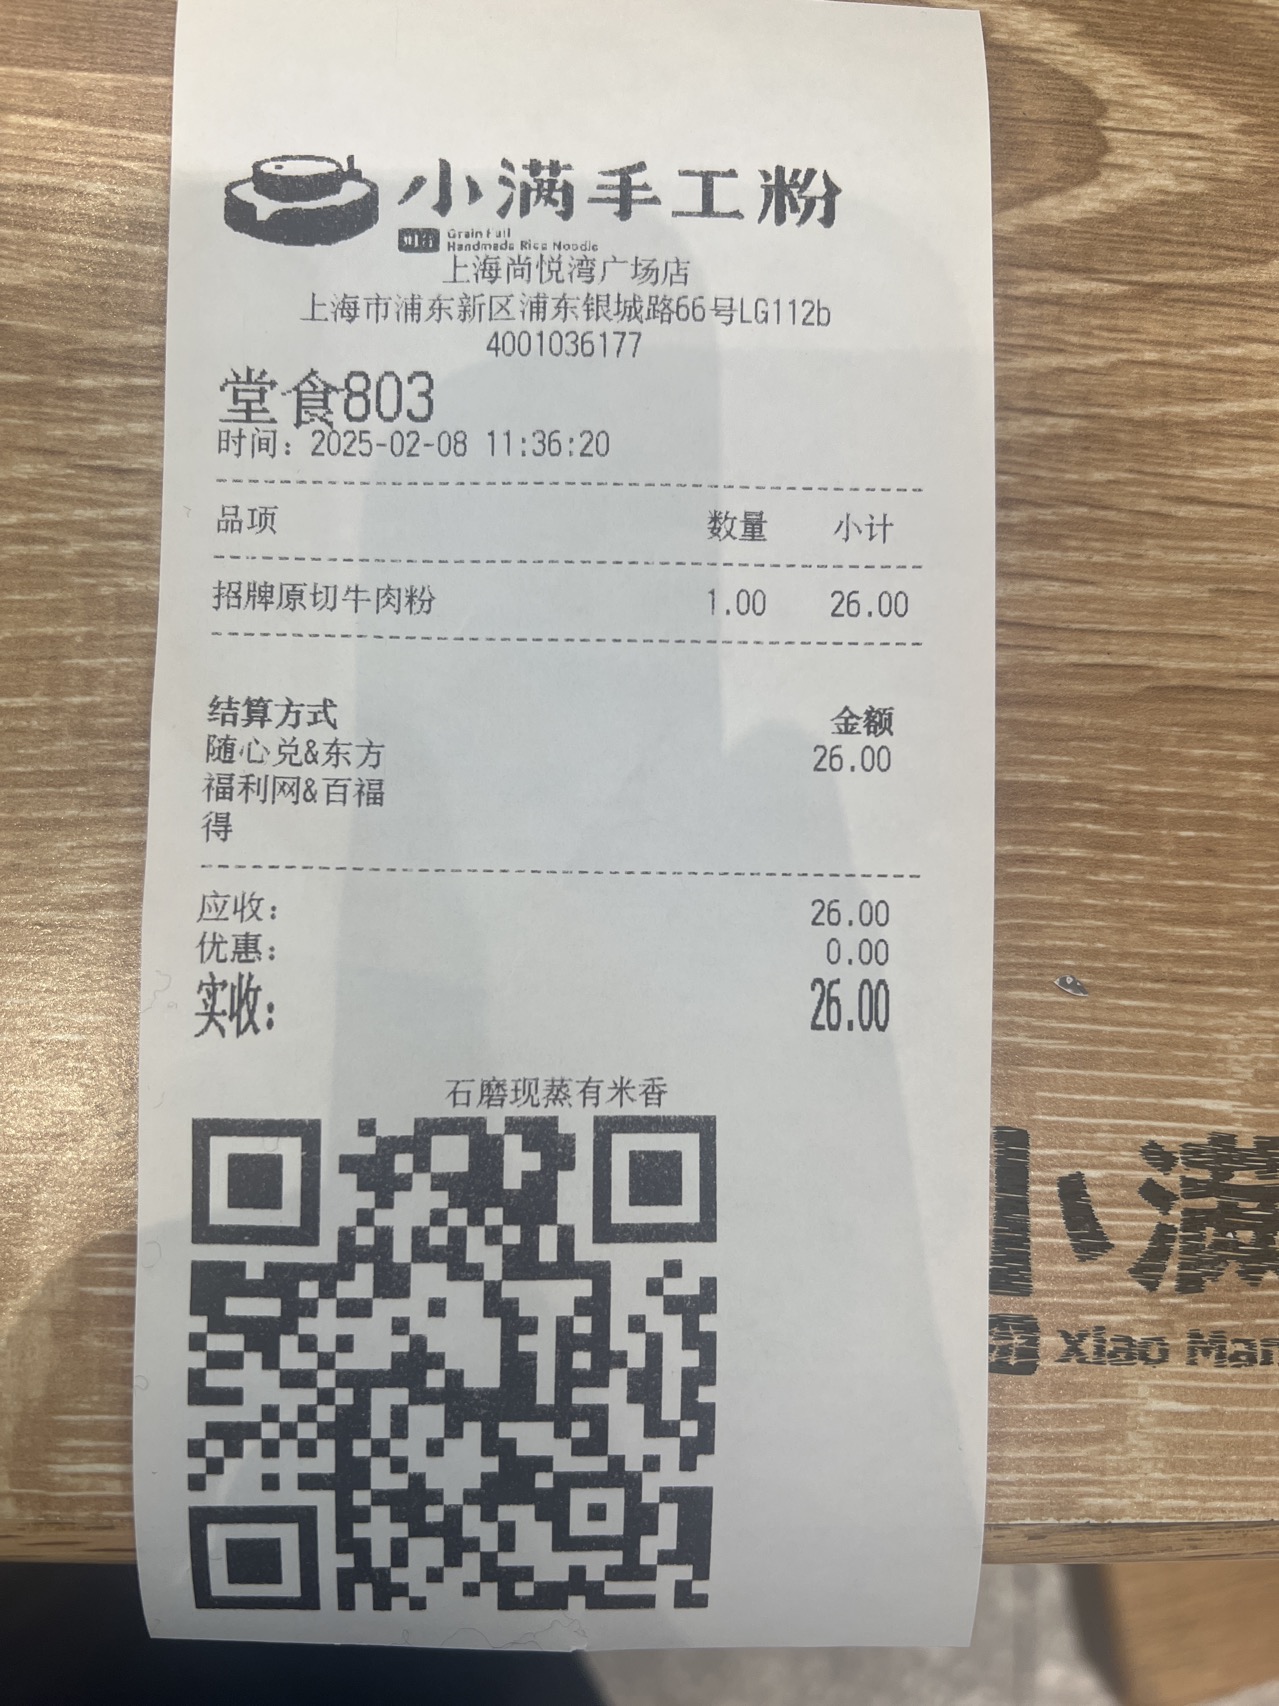 小满手工粉
Grain Full
Handmade Rice Noodle
上海尚悦湾广场店
上海市浦东新区浦东银城路66号LG112b
4001036177
堂食803
时间：2025-02-08 11:36:20
品项 数量 小计
招牌原切牛肉粉 1.00 26.00
结算方式 金额
随心兑&东方 26.00
福利网&百福
得
应收： 26.00
优惠： 0.00
实收： 26.00
石磨现蒸有米香
小满
Xiao Man